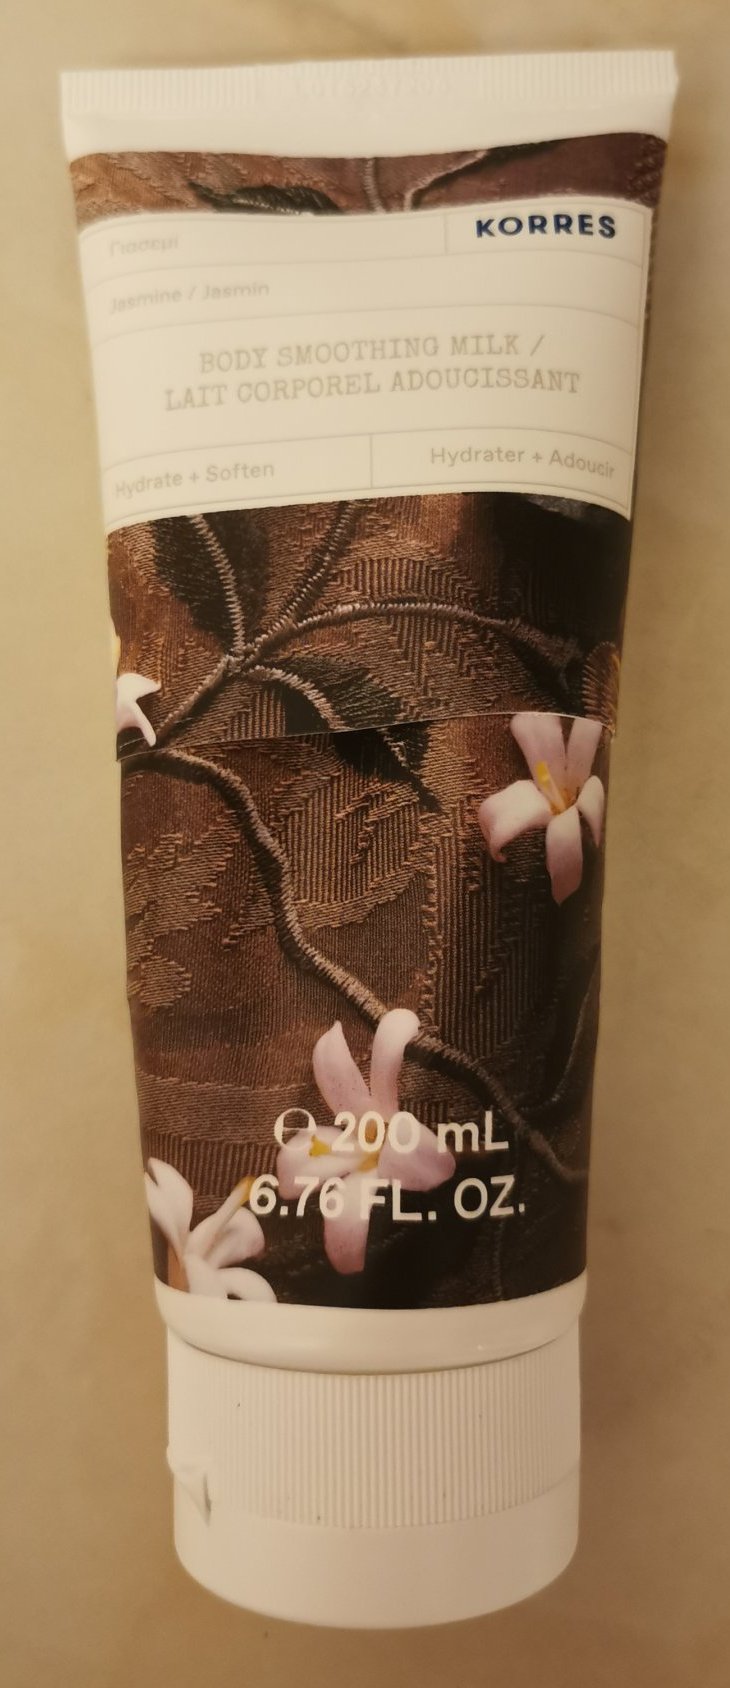 Γιασεμί
KORRES
Jasmine / Jasmin
BODY SMOOTHING MILK /
LAIT CORPOREL ADOUCISSANT
Hydrate + Soften
Hydrater + Adoucir
℮ 200 mL
6.76 FL. OZ.